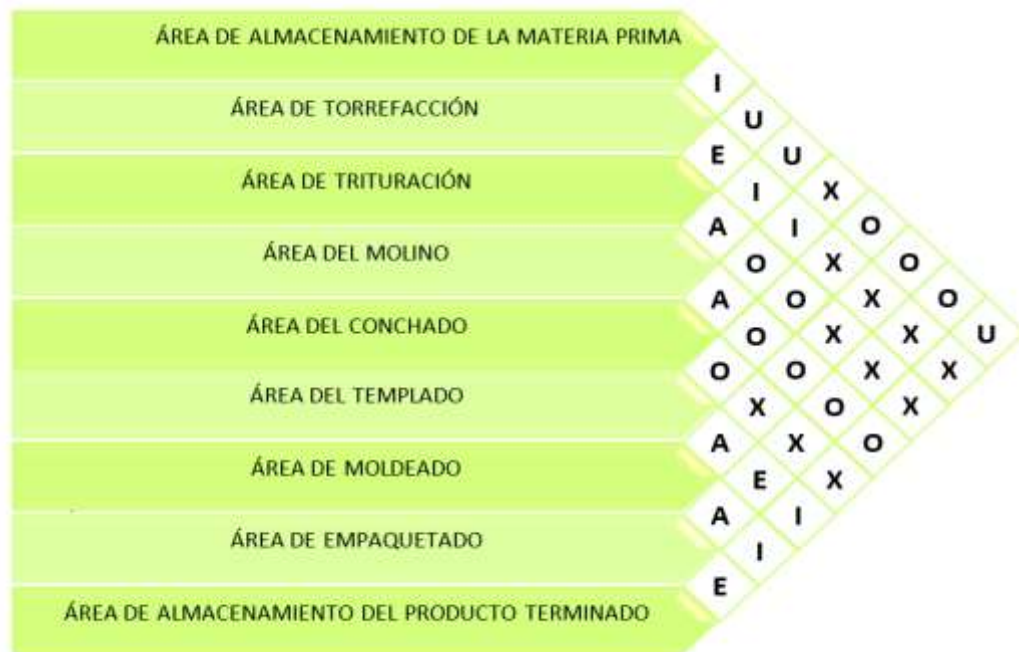 ÁREA DE ALMACENAMIENTO DE LA MATERIA PRIMA
I
ÁREA DE TORREFACCIÓN U
E U
ÁREA DE TRITURACIÓN I X
A I O
ÁREA DEL MOLINO O X O
A O X O
ÁREA DEL CONCHADO O X X U
O O X X
ÁREA DEL TEMPLADO X O X
A X O
ÁREA DE MOLDEADO E X
A I
ÁREA DE EMPAQUETADO I
E
ÁREA DE ALMACENAMIENTO DEL PRODUCTO TERMINADO